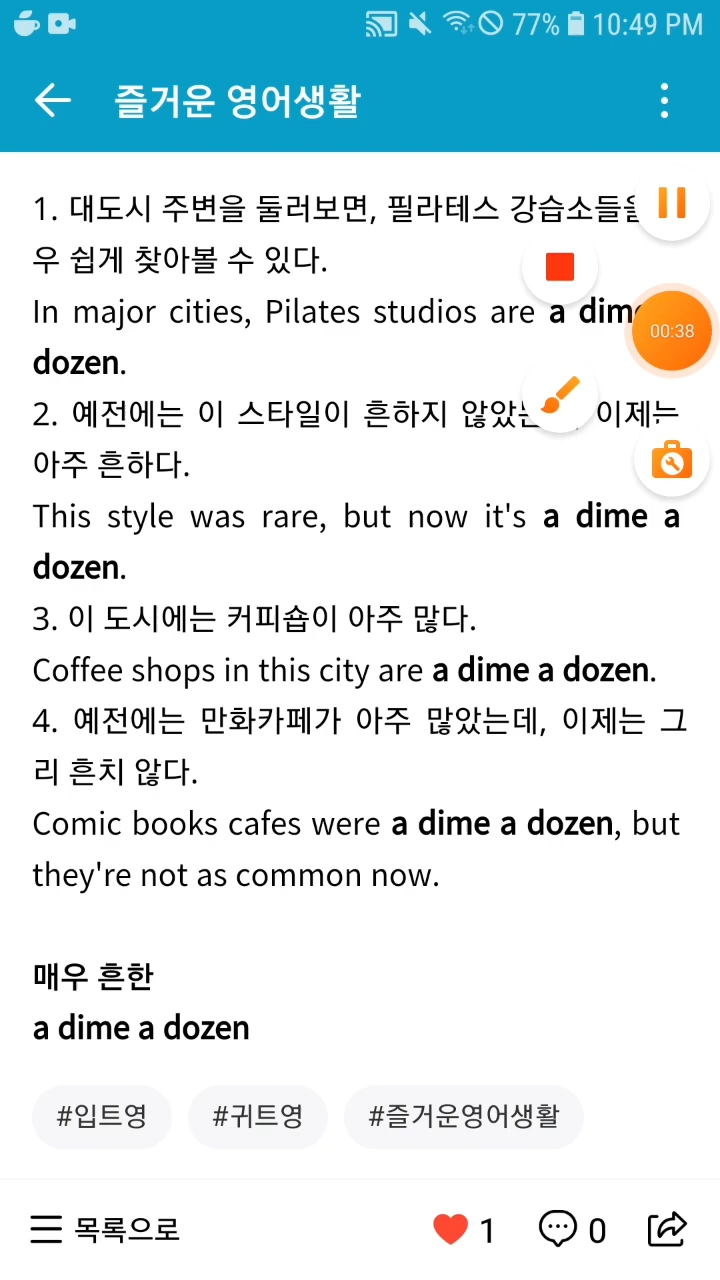 77% 10:49 PM
즐거운 영어생활
1. 대도시 주변을 둘러보면, 필라테스 강습소들을
우 쉽게 찾아볼 수 있다.
In major cities, Pilates studios are a dime
00:38
dozen.
2. 예전에는 이 스타일이 흔하지 이제는
아주 흔하다.
This style was rare, but now it's a dime a
dozen.
3. 이 도시에는 커피숍이 아주 많다.
Coffee shops in this city are a dime a dozen.
4. 예전에는 만화카페가 아주 많았는데, 이제는 그
리 흔치 않다.
Comic books cafes were a dime a dozen, but
they're not as common now.
매우 흔한
a dime a dozen
#입트영 #귀트영 #즐거운영어생활
목록으로 1 0